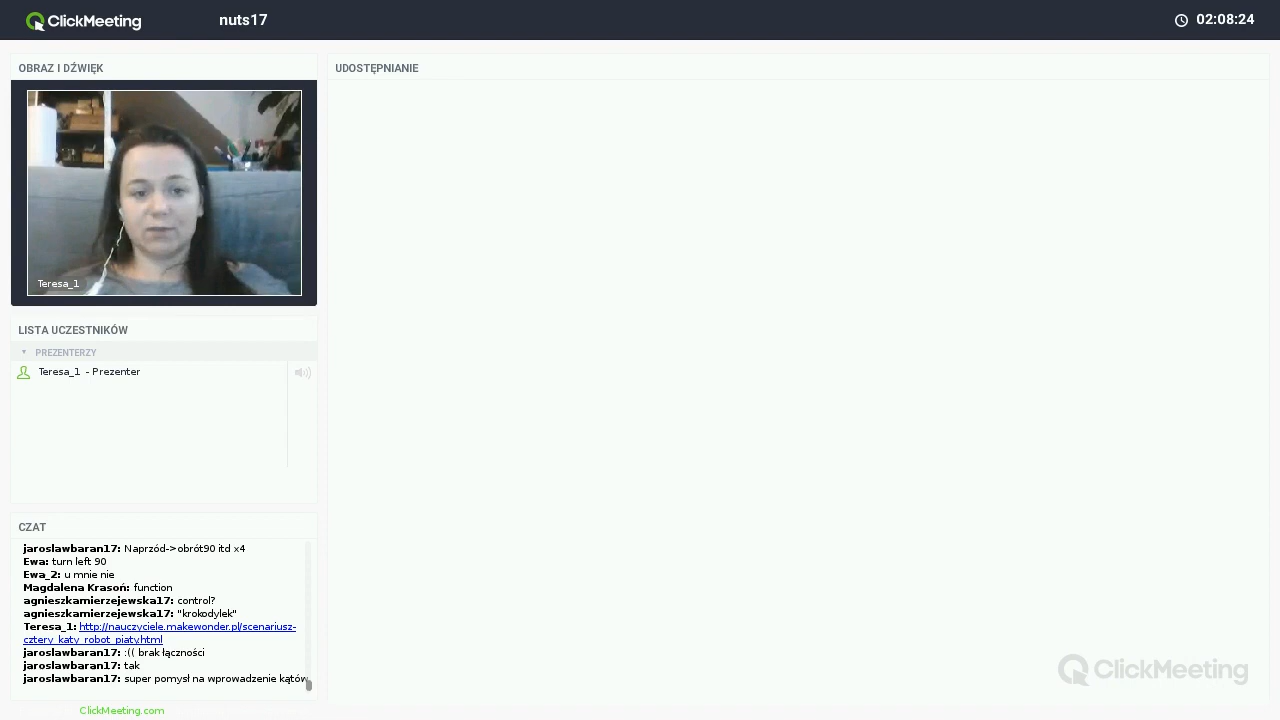 ClickMeeting
nuts17
02:08:24
OBRAZ I DŹWIĘK
Teresa_1
LISTA UCZESTNIKÓW
PREZENTERZY
Teresa_1 - Prezenter
CZAT
jaroslawbaran17: Naprzód->obrót90 itd x4
Ewa: turn left 90
Ewa_2: u mnie nie
Magdalena Krasoń: function
agnieszkamierzejewska17: control?
agnieszkamierzejewska17: "krokodylek"
Teresa_1: http://nauczyciele.makewonder.pl/scenariusz-
cztery_katy_robot_piaty.html
jaroslawbaran17: :(( brak łączności
jaroslawbaran17: tak
jaroslawbaran17: super pomysł na wprowadzenie kątów
ClickMeeting.com
UDOSTĘPNIANIE
ClickMeeting